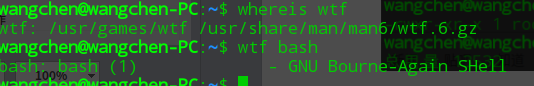 wangchen@wangchen-PC:~$ whereis wtf
wtf: /usr/games/wtf /usr/share/man/man6/wtf.6.gz
wangchen@wangchen-PC:~$ wtf bash
bash: bash (1) - GNU Bourne-Again SHell
wangchen@wangchen-PC:~$
100%